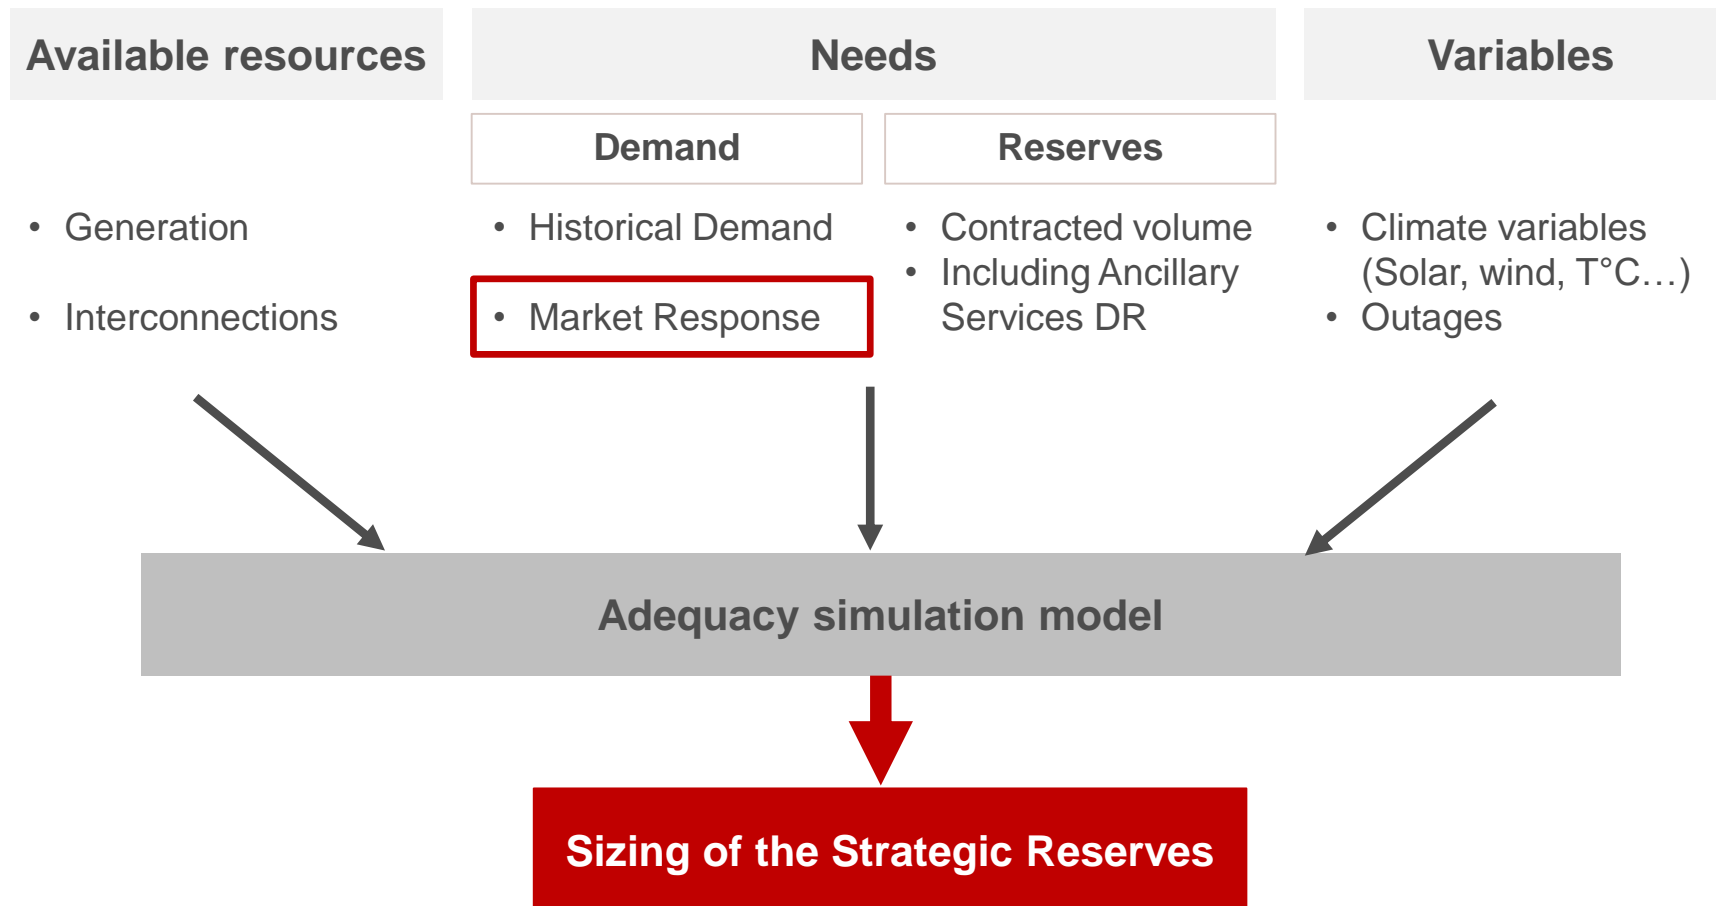 Available resources
Needs
Variables
Demand
Reserves
• Generation
• Interconnections
• Historical Demand
• Market Response
• Contracted volume
• Including Ancillary
Services DR
• Climate variables
(Solar, wind, T°C…)
• Outages
Adequacy simulation model
Sizing of the Strategic Reserves